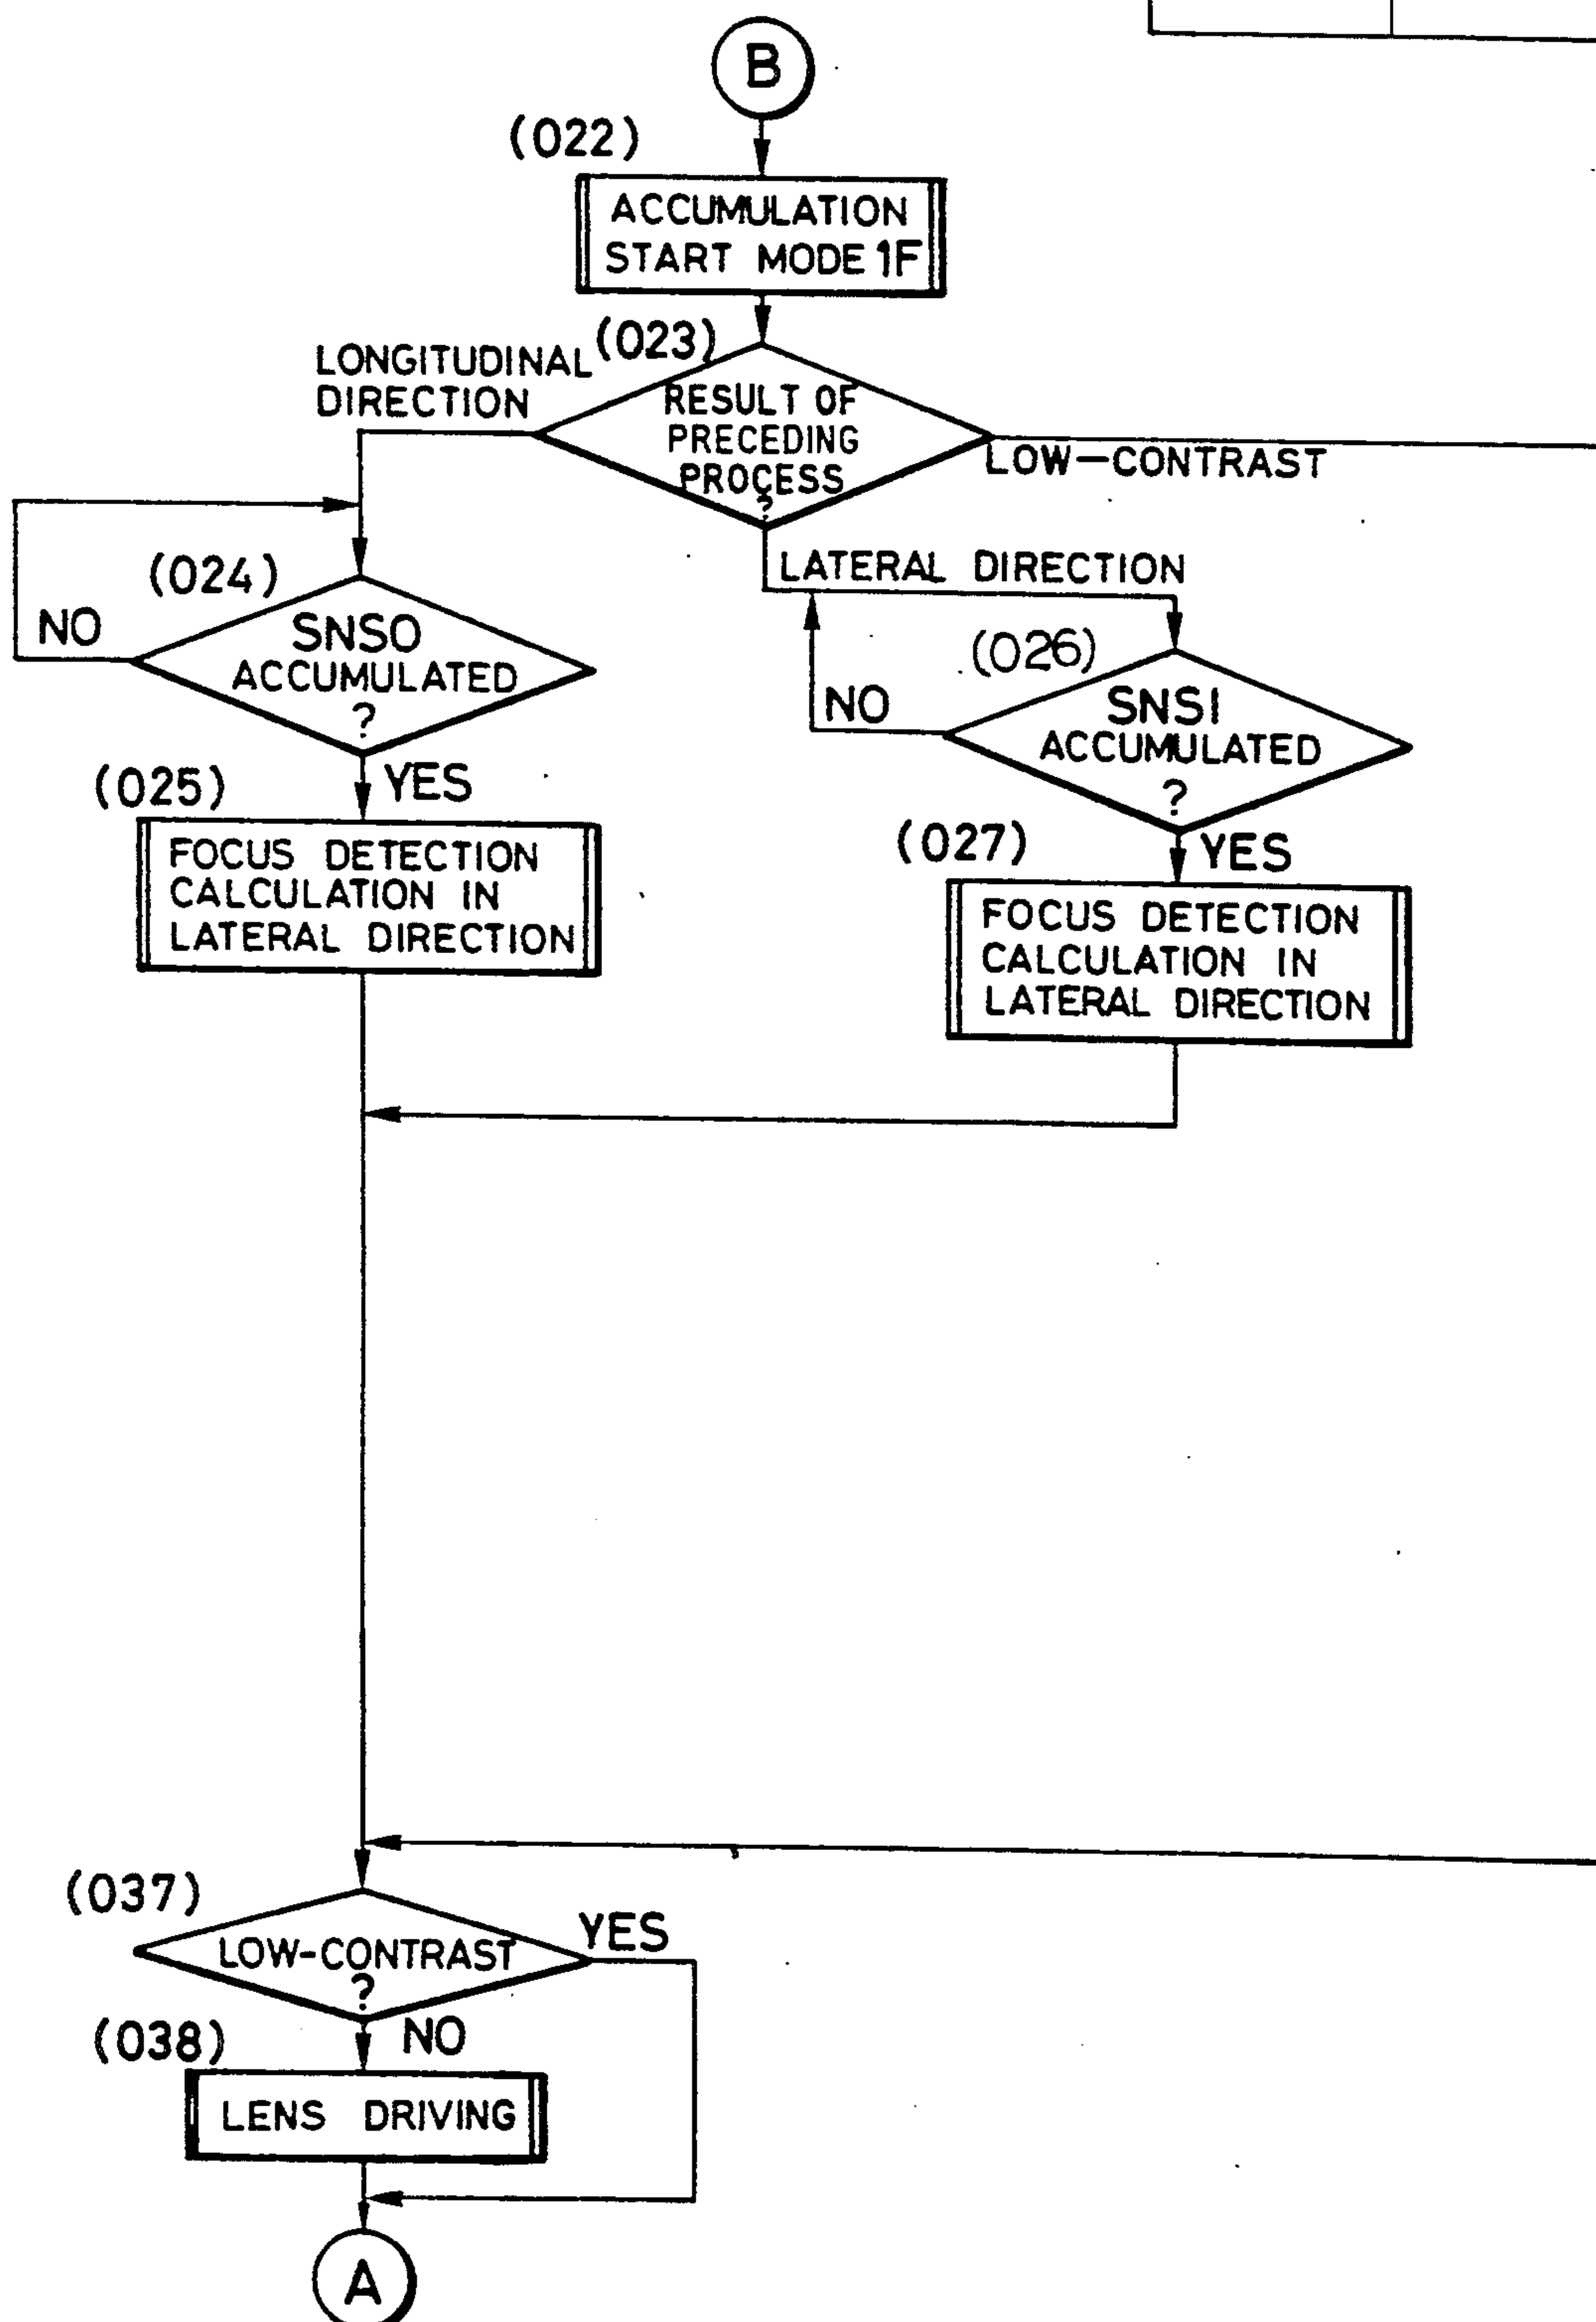 B
(022)
ACCUMULATION
START MODE 1F
(023)
LONGITUDINAL
DIRECTION
RESULT OF
PRECEDING
PROCESS
?
LOW-CONTRAST
LATERAL DIRECTION
(024)
NO
SNS0
ACCUMULATED
?
YES
(026)
NO
SNS1
ACCUMULATED
?
YES
(025)
FOCUS DETECTION
CALCULATION IN
LATERAL DIRECTION
(027)
FOCUS DETECTION
CALCULATION IN
LATERAL DIRECTION
(037)
LOW-CONTRAST
?
YES
NO
(038)
LENS DRIVING
A